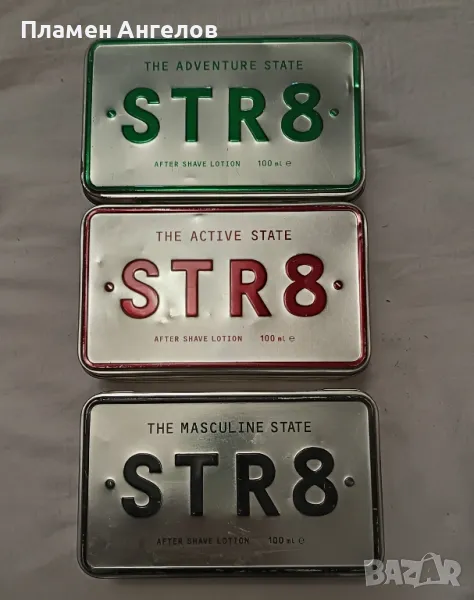 Пламен Ангелов
THE ADVENTURE STATE
STR8
AFTER SHAVE LOTION 100 ml ℮
THE ACTIVE STATE
STR8
AFTER SHAVE LOTION 100 ml ℮
THE MASCULINE STATE
STR8
AFTER SHAVE LOTION 100 ml ℮
BAZAR